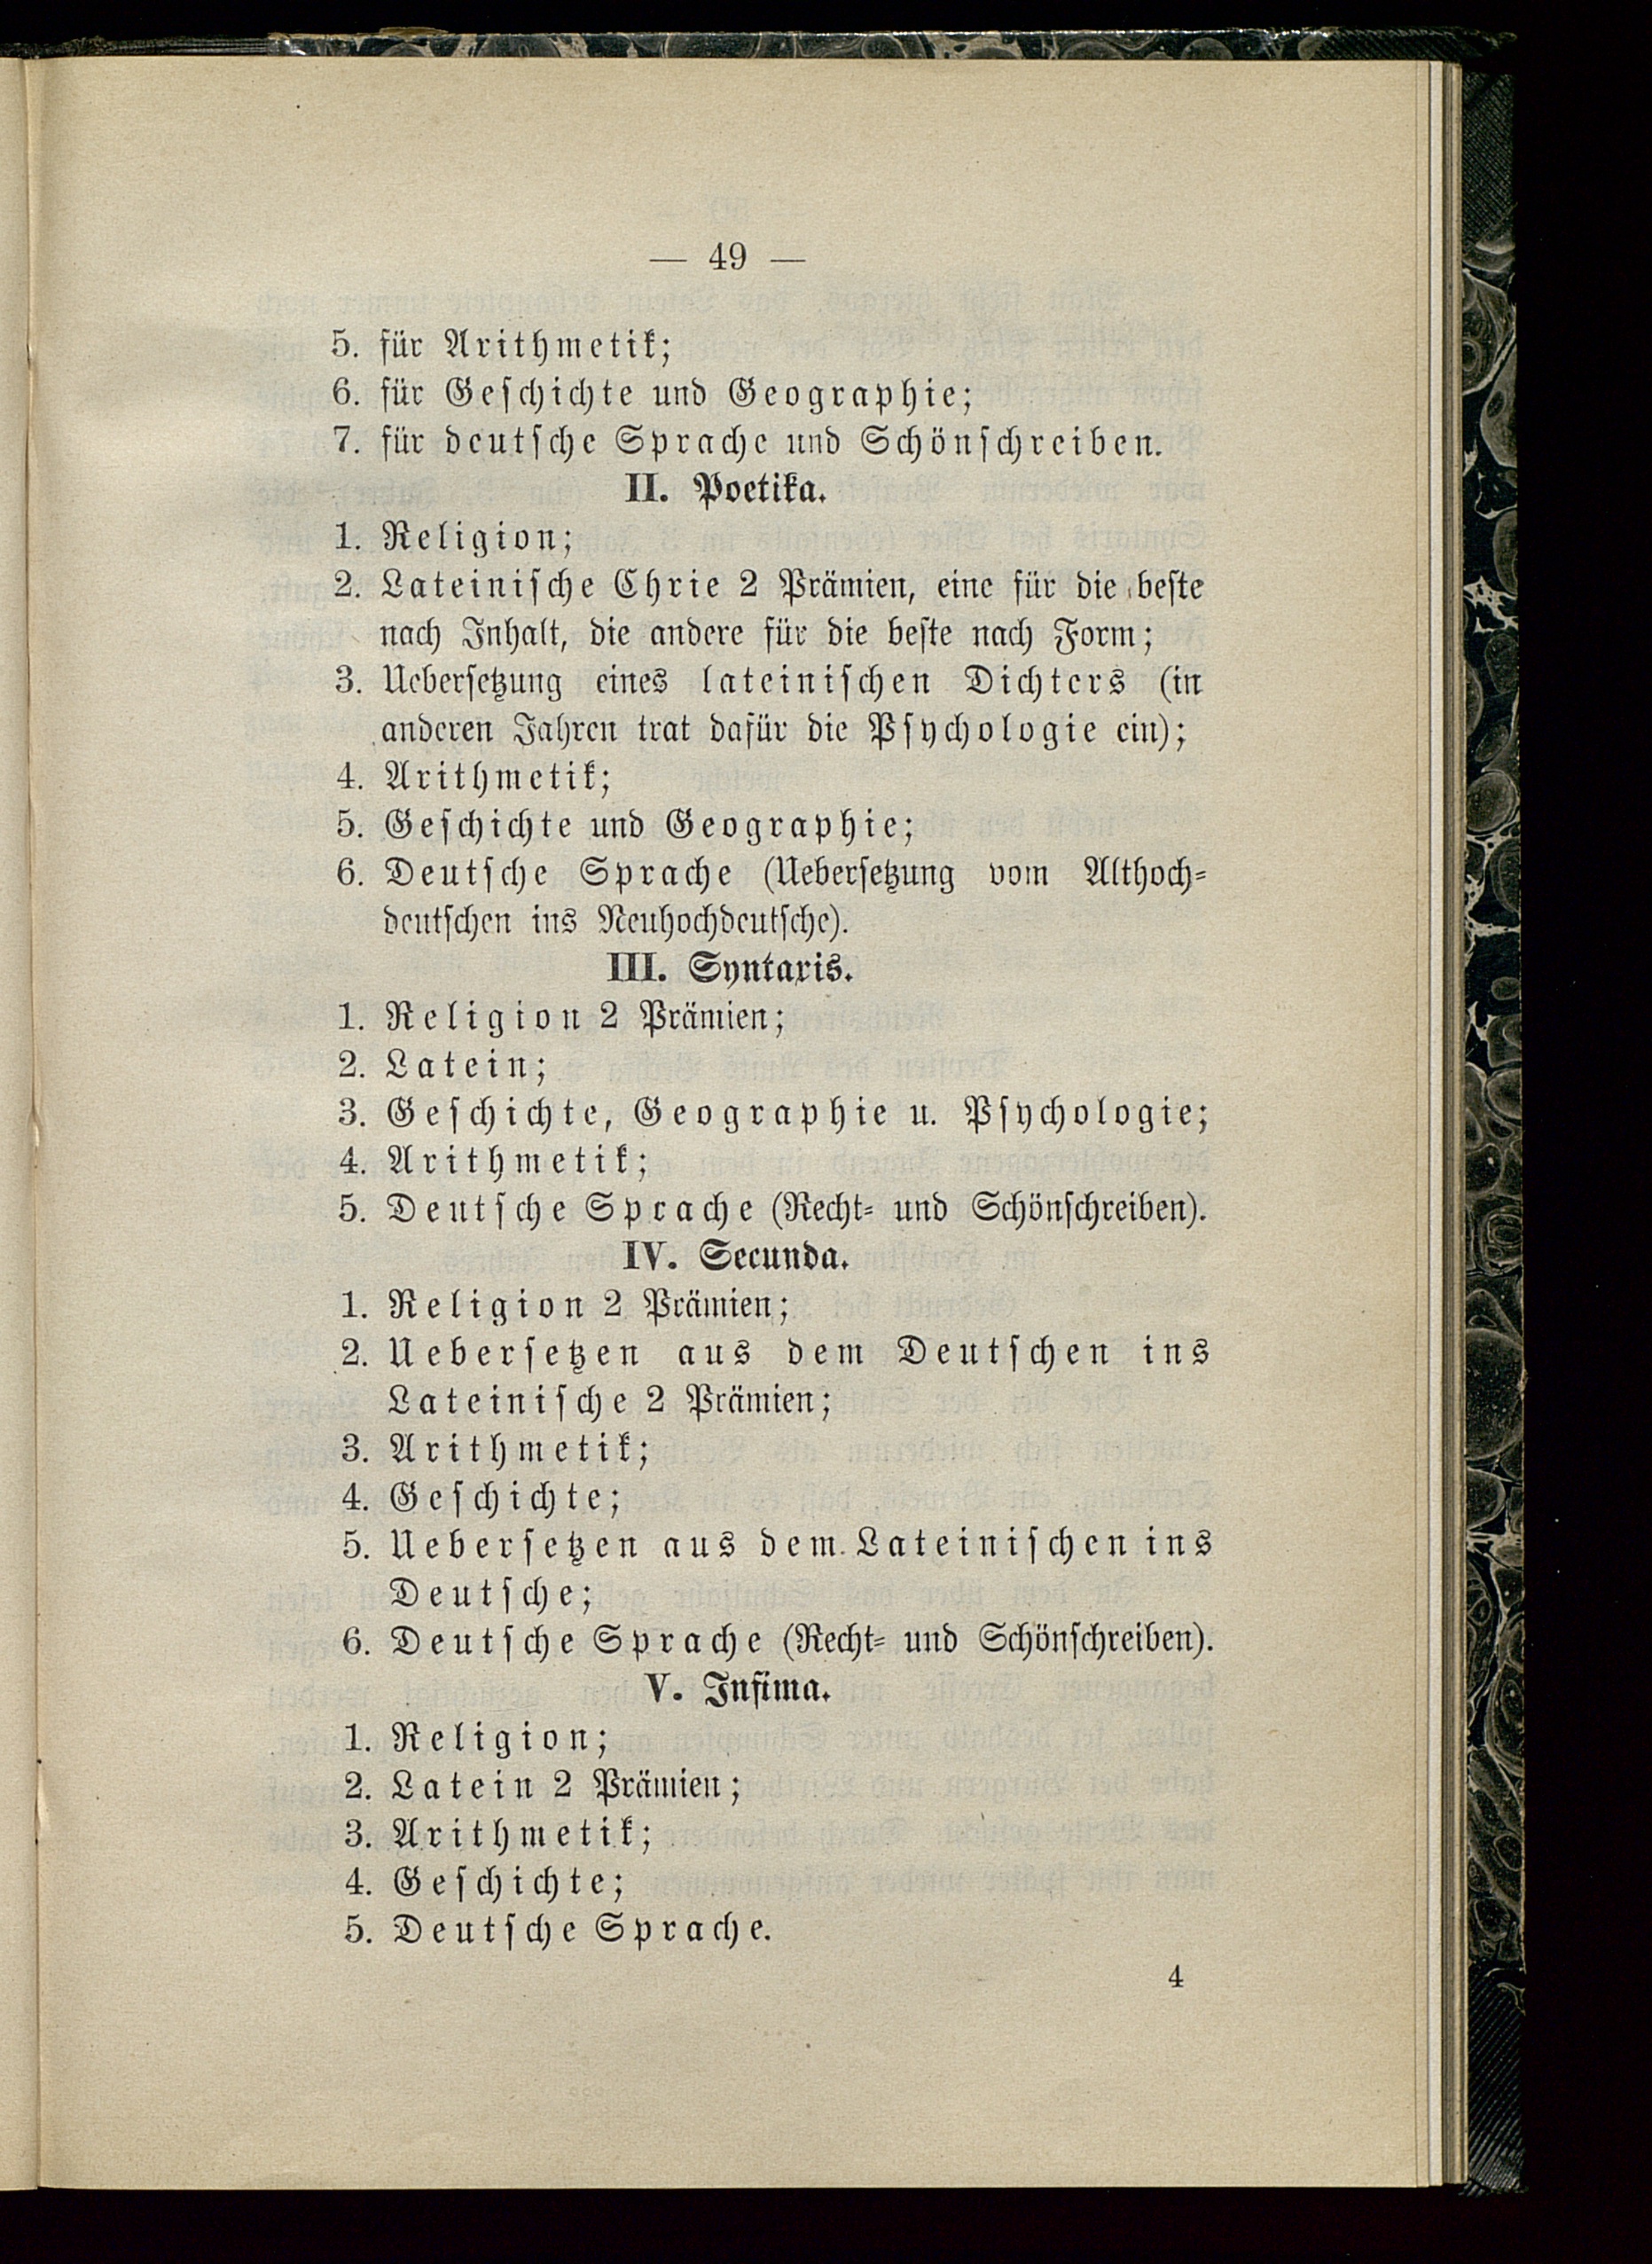 — 49 —
5. für Arithmetik;
6. für Geschichte und Geographie;
7. für deutsche Sprache und Schönschreiben.
II. Poetika.
1. Religion;
2. Lateinische Chrie 2 Prämien, eine für die beste
nach Inhalt, die andere für die beste nach Form;
3. Uebersetzung eines lateinischen Dichters (in
anderen Jahren trat dafür die Psychologie ein);
4. Arithmetik;
5. Geschichte und Geographie;
6. Deutsche Sprache (Uebersetzung vom Althoch-
deutschen ins Neuhochdeutsche).
III. Syntaxis.
1. Religion 2 Prämien;
2. Latein;
3. Geschichte, Geographie u. Psychologie;
4. Arithmetik;
5. Deutsche Sprache (Recht- und Schönschreiben).
IV. Secunda.
1. Religion 2 Prämien;
2. Uebersetzen aus dem Deutschen ins
Lateinische 2 Prämien;
3. Arithmetik;
4. Geschichte;
5. Uebersetzen aus dem Lateinischen ins
Deutsche;
6. Deutsche Sprache (Recht- und Schönschreiben).
V. Infima.
1. Religion;
2. Latein 2 Prämien;
3. Arithmetik;
4. Geschichte;
5. Deutsche Sprache.
4